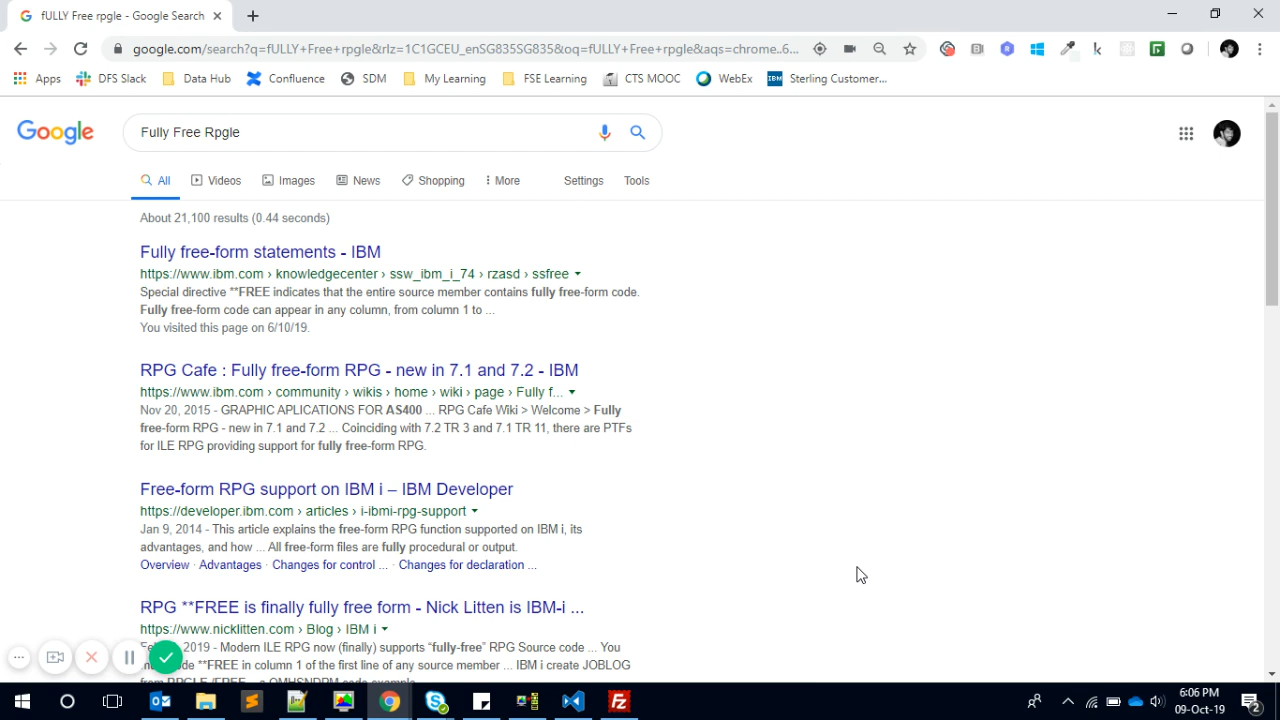 fULLY Free rpgle - Google Search
google.com/search?q=fULLY+Free+rpgle&rlz=1C1GCEU_enSG835SG835&oq=fULLY+Free+rpgle&aqs=chrome..6...
Apps DFS Slack Data Hub Confluence SDM My Learning FSE Learning CTS MOOC WebEx IBM Sterling Customer...
Google Fully Free Rpgle
All Videos Images News Shopping More Settings Tools
About 21,100 results (0.44 seconds)
Fully free-form statements - IBM
https://www.ibm.com › knowledgecenter › ssw_ibm_i_74 › rzasd › ssfree
Special directive **FREE indicates that the entire source member contains fully free-form code.
Fully free-form code can appear in any column, from column 1 to ...
You visited this page on 6/10/19.
RPG Cafe : Fully free-form RPG - new in 7.1 and 7.2 - IBM
https://www.ibm.com › community › wikis › home › wiki › page › Fully f...
Nov 20, 2015 - GRAPHIC APLICATIONS FOR AS400 ... RPG Cafe Wiki > Welcome > Fully
free-form RPG - new in 7.1 and 7.2 ... Coinciding with 7.2 TR 3 and 7.1 TR 11, there are PTFs
for ILE RPG providing support for fully free-form RPG.
Free-form RPG support on IBM i – IBM Developer
https://developer.ibm.com › articles › i-ibmi-rpg-support
Jan 9, 2014 - This article explains the free-form RPG function supported on IBM i, its
advantages, and how ... All free-form files are fully procedural or output.
Overview · Advantages · Changes for control ... · Changes for declaration ...
RPG **FREE is finally fully free form - Nick Litten is IBM-i ...
https://www.nicklitten.com › Blog › IBM i
2019 - Modern ILE RPG now (finally) supports “fully-free” RPG Source code ... You
**FREE in column 1 of the first line of any source member ... IBM i create JOBLOG
from RPGLE /FREE - a QMHSNDPM code example
6:06 PM
09-Oct-19
2